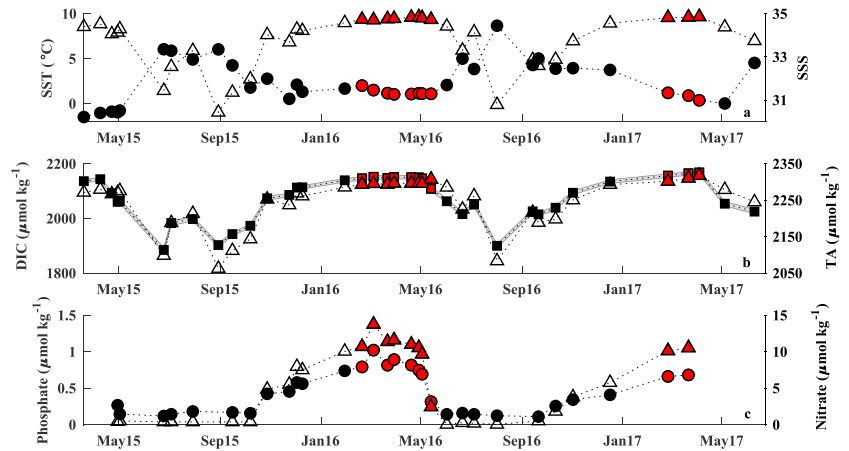 SST (°C)
10
5
0
35
33
31
SSS
a
May15
Sep15
Jan16
May16
Sep16
Jan17
May17
DIC (µmol kg-1)
2200
2000
1800
2350
2250
2150
2050
TA (µmol kg-1)
b
May15
Sep15
Jan16
May16
Sep16
Jan17
May17
Phosphate (µmol kg-1)
1.5
1
0.5
0
15
10
5
0
Nitrate (µmol kg-1)
c
May15
Sep15
Jan16
May16
Sep16
Jan17
May17